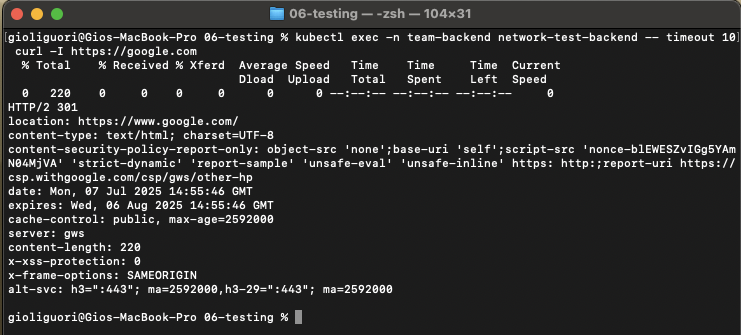 06-testing — -zsh — 104×31
[gioliguori@Gios-MacBook-Pro 06-testing % kubectl exec -n team-backend network-test-backend -- timeout 10]
 curl -I https://google.com
  % Total    % Received % Xferd  Average Speed   Time    Time     Time  Current
                                 Dload  Upload   Total   Spent    Left  Speed
  0   220    0     0    0     0      0      0 --:--:-- --:--:-- --:--:--     0
HTTP/2 301
location: https://www.google.com/
content-type: text/html; charset=UTF-8
content-security-policy-report-only: object-src 'none';base-uri 'self';script-src 'nonce-blEWESZvIGg5YAm
N04MjVA' 'strict-dynamic' 'report-sample' 'unsafe-eval' 'unsafe-inline' https: http:;report-uri https://
csp.withgoogle.com/csp/gws/other-hp
date: Mon, 07 Jul 2025 14:55:46 GMT
expires: Wed, 06 Aug 2025 14:55:46 GMT
cache-control: public, max-age=2592000
server: gws
content-length: 220
x-xss-protection: 0
x-frame-options: SAMEORIGIN
alt-svc: h3=":443"; ma=2592000,h3-29=":443"; ma=2592000
gioliguori@Gios-MacBook-Pro 06-testing %